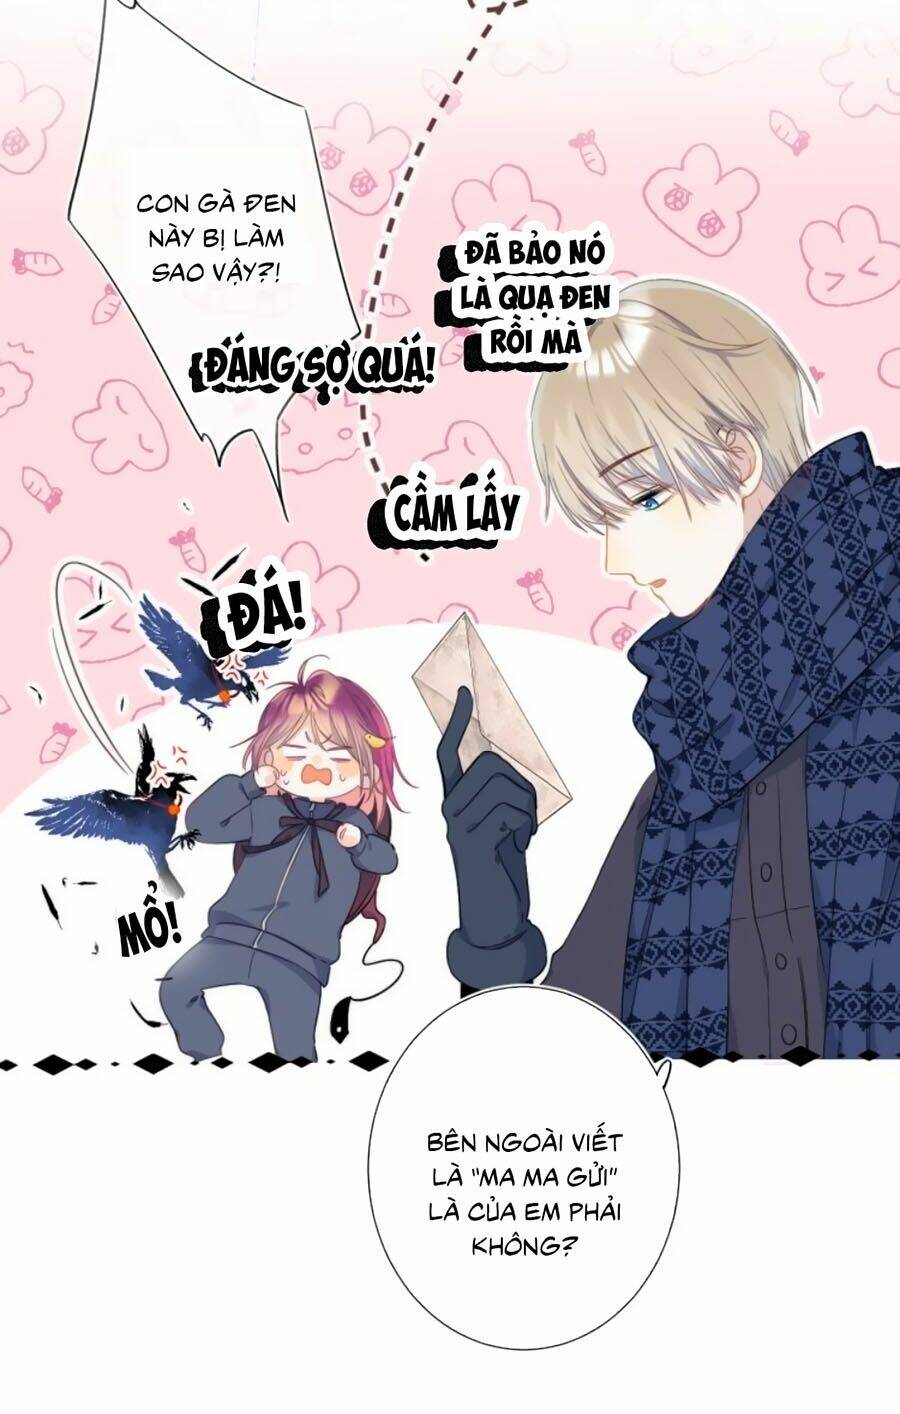 CON GÀ ĐEN
NÀY BỊ LÀM
SAO VẬY?!
ĐÃ BẢO NÓ
LÀ QUẠ ĐEN
RỒI MÀ
ĐÁNG SỢ QUÁ!
CẦM LẤY
ĐÁ!
MỔ!
BÊN NGOÀI VIẾT
LÀ "MA MA GỬI"
LÀ CỦA EM PHẢI
KHÔNG?